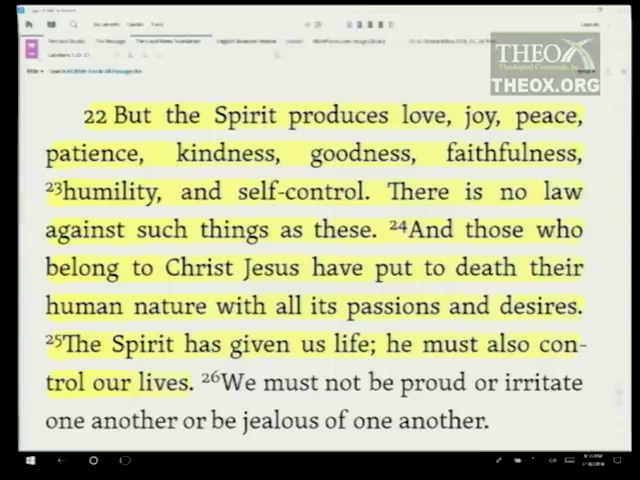 THEOX
THEOX.ORG
22 But the Spirit produces love, joy, peace,
patience, kindness, goodness, faithfulness,
23humility, and self-control. There is no law
against such things as these. 24And those who
belong to Christ Jesus have put to death their
human nature with all its passions and desires.
25The Spirit has given us life; he must also con-
trol our lives. 26We must not be proud or irritate
one another or be jealous of one another.